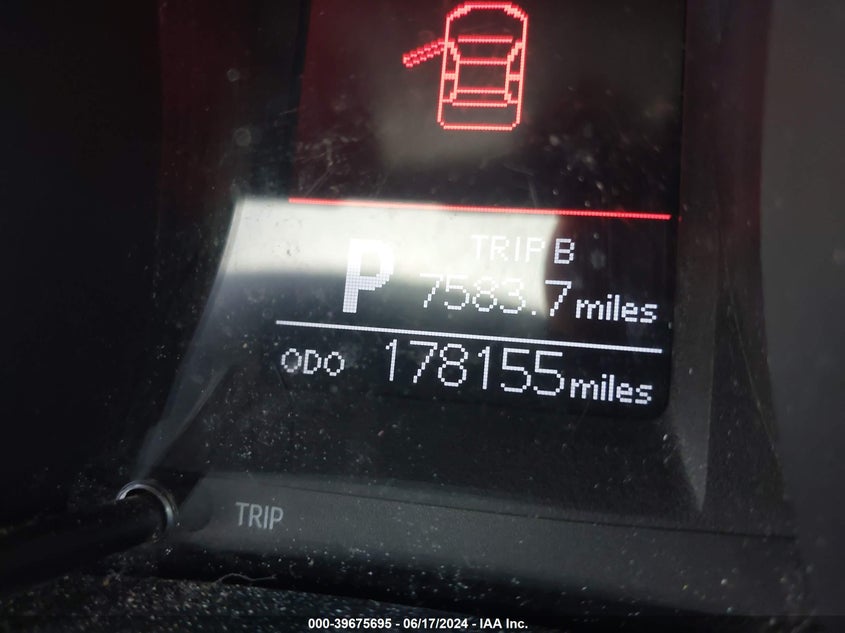 TRIP B
P 7583.7 miles
ODO 178155 miles
TRIP
000-39675695 - 06/17/2024 - IAA Inc.